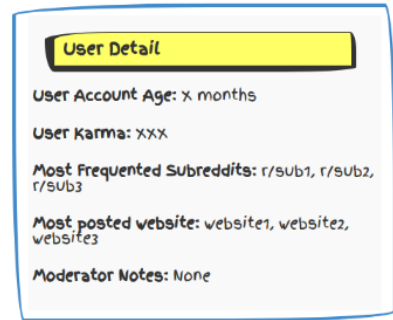 User Detail
User Account Age: x months
User Karma: xxx
Most Frequented Subreddits: r/sub1, r/sub2,
r/sub3
Most posted website: website1, website2,
website3
Moderator Notes: None